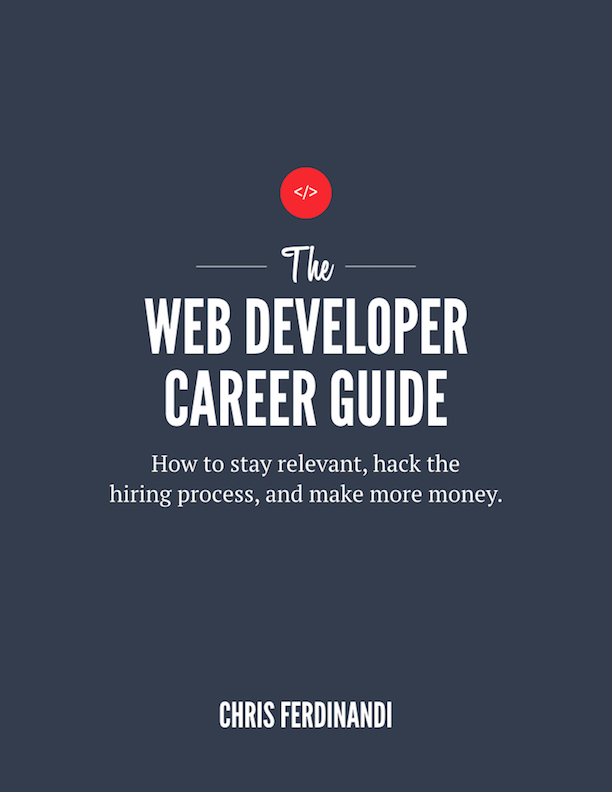 </>
The
WEB DEVELOPER
CAREER GUIDE
How to stay relevant, hack the
hiring process, and make more money.
CHRIS FERDINANDI